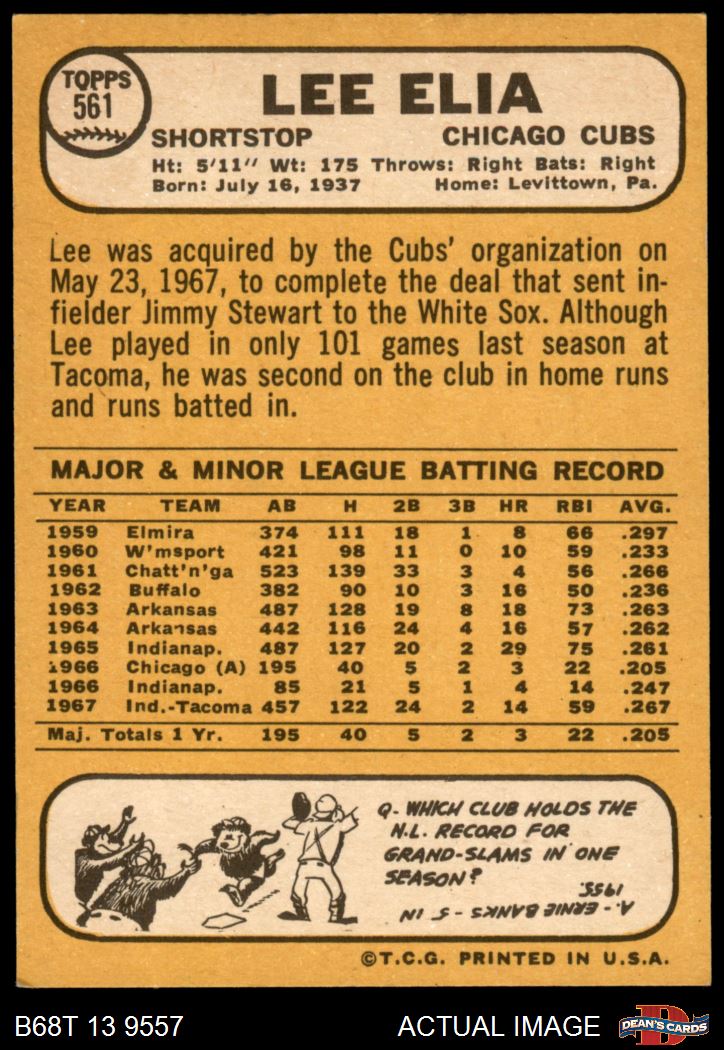 TOPPS
561
LEE ELIA
SHORTSTOP CHICAGO CUBS
Ht: 5'11" Wt: 175 Throws: Right Bats: Right
Born: July 16, 1937 Home: Levittown, Pa.
Lee was acquired by the Cubs' organization on
May 23, 1967, to complete the deal that sent in-
fielder Jimmy Stewart to the White Sox. Although
Lee played in only 101 games last season at
Tacoma, he was second on the club in home runs
and runs batted in.
MAJOR & MINOR LEAGUE BATTING RECORD
YEAR TEAM AB H 2B 3B HR RBI AVG.
1959 Elmira 374 111 18 1 8 66 .297
1960 W'msport 421 98 11 0 10 59 .233
1961 Chatt'n'ga 523 139 33 3 4 56 .266
1962 Buffalo 382 90 10 3 16 50 .236
1963 Arkansas 487 128 19 8 18 73 .263
1964 Arkansas 442 116 24 4 16 57 .262
1965 Indianap. 487 127 20 2 29 75 .261
1966 Chicago (A) 195 40 5 2 3 22 .205
1966 Indianap. 85 21 5 1 4 14 .247
1967 Ind.-Tacoma 457 122 24 2 14 59 .267
Maj. Totals 1 Yr. 195 40 5 2 3 22 .205
Q- WHICH CLUB HOLDS THE
N.L. RECORD FOR
GRAND-SLAMS IN ONE
SEASON?
A.- ERNIE BANKS - 5 IN
1955.
©T.C.G. PRINTED IN U.S.A.
B68T 13 9557 ACTUAL IMAGE
D
DEAN'S CARDS